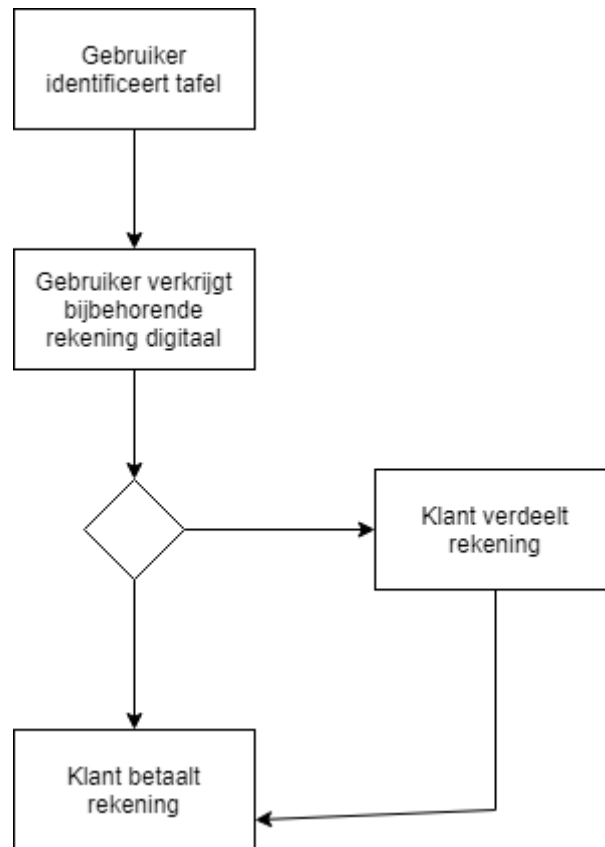 Gebruiker
identificeert tafel
Gebruiker verkrijgt
bijbehorende
rekening digitaal
Klant verdeelt
rekening
Klant betaalt
rekening